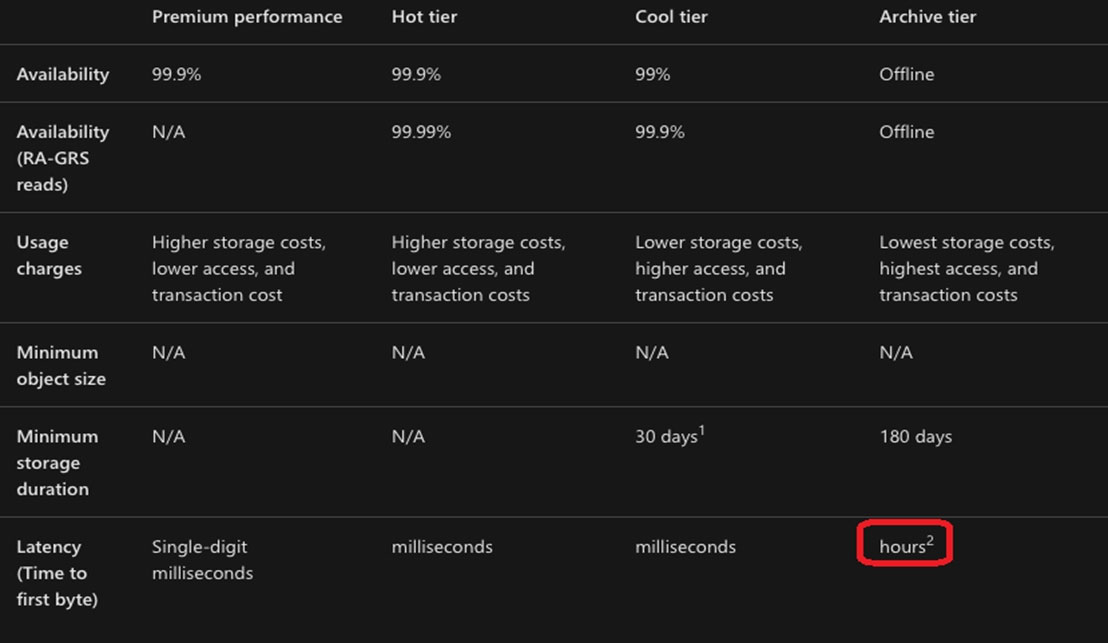 Premium performance Hot tier Cool tier Archive tier
Availability 99.9% 99.9% 99% Offline
Availability N/A 99.99% 99.9% Offline
(RA-GRS
reads)
Usage Higher storage costs, Higher storage costs, Lower storage costs, Lowest storage costs,
charges lower access, and lower access, and higher access, and highest access, and
transaction cost transaction costs transaction costs transaction costs
Minimum N/A N/A N/A N/A
object size
Minimum N/A N/A 30 days1 180 days
storage
duration
Latency Single-digit milliseconds milliseconds hours2
(Time to milliseconds
first byte)